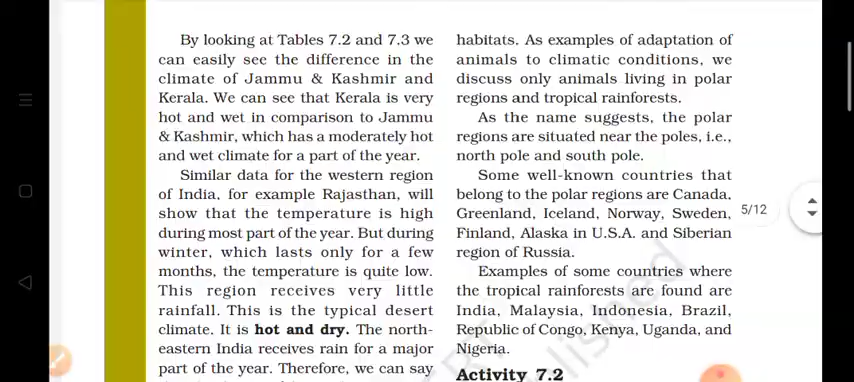 By looking at Tables 7.2 and 7.3 we
can easily see the difference in the
climate of Jammu & Kashmir and
Kerala. We can see that Kerala is very
hot and wet in comparison to Jammu
& Kashmir, which has a moderately hot
and wet climate for a part of the year.
Similar data for the western region
of India, for example Rajasthan, will
show that the temperature is high
during most part of the year. But during
winter, which lasts only for a few
months, the temperature is quite low.
This region receives very little
rainfall. This is the typical desert
climate. It is hot and dry. The north-
eastern India receives rain for a major
part of the year. Therefore, we can say
habitats. As examples of adaptation of
animals to climatic conditions, we
discuss only animals living in polar
regions and tropical rainforests.
As the name suggests, the polar
regions are situated near the poles, i.e.,
north pole and south pole.
Some well-known countries that
belong to the polar regions are Canada,
Greenland, Iceland, Norway, Sweden,
Finland, Alaska in U.S.A. and Siberian
region of Russia.
Examples of some countries where
the tropical rainforests are found are
India, Malaysia, Indonesia, Brazil,
Republic of Congo, Kenya, Uganda, and
Nigeria.
Activity 7.2
5/12